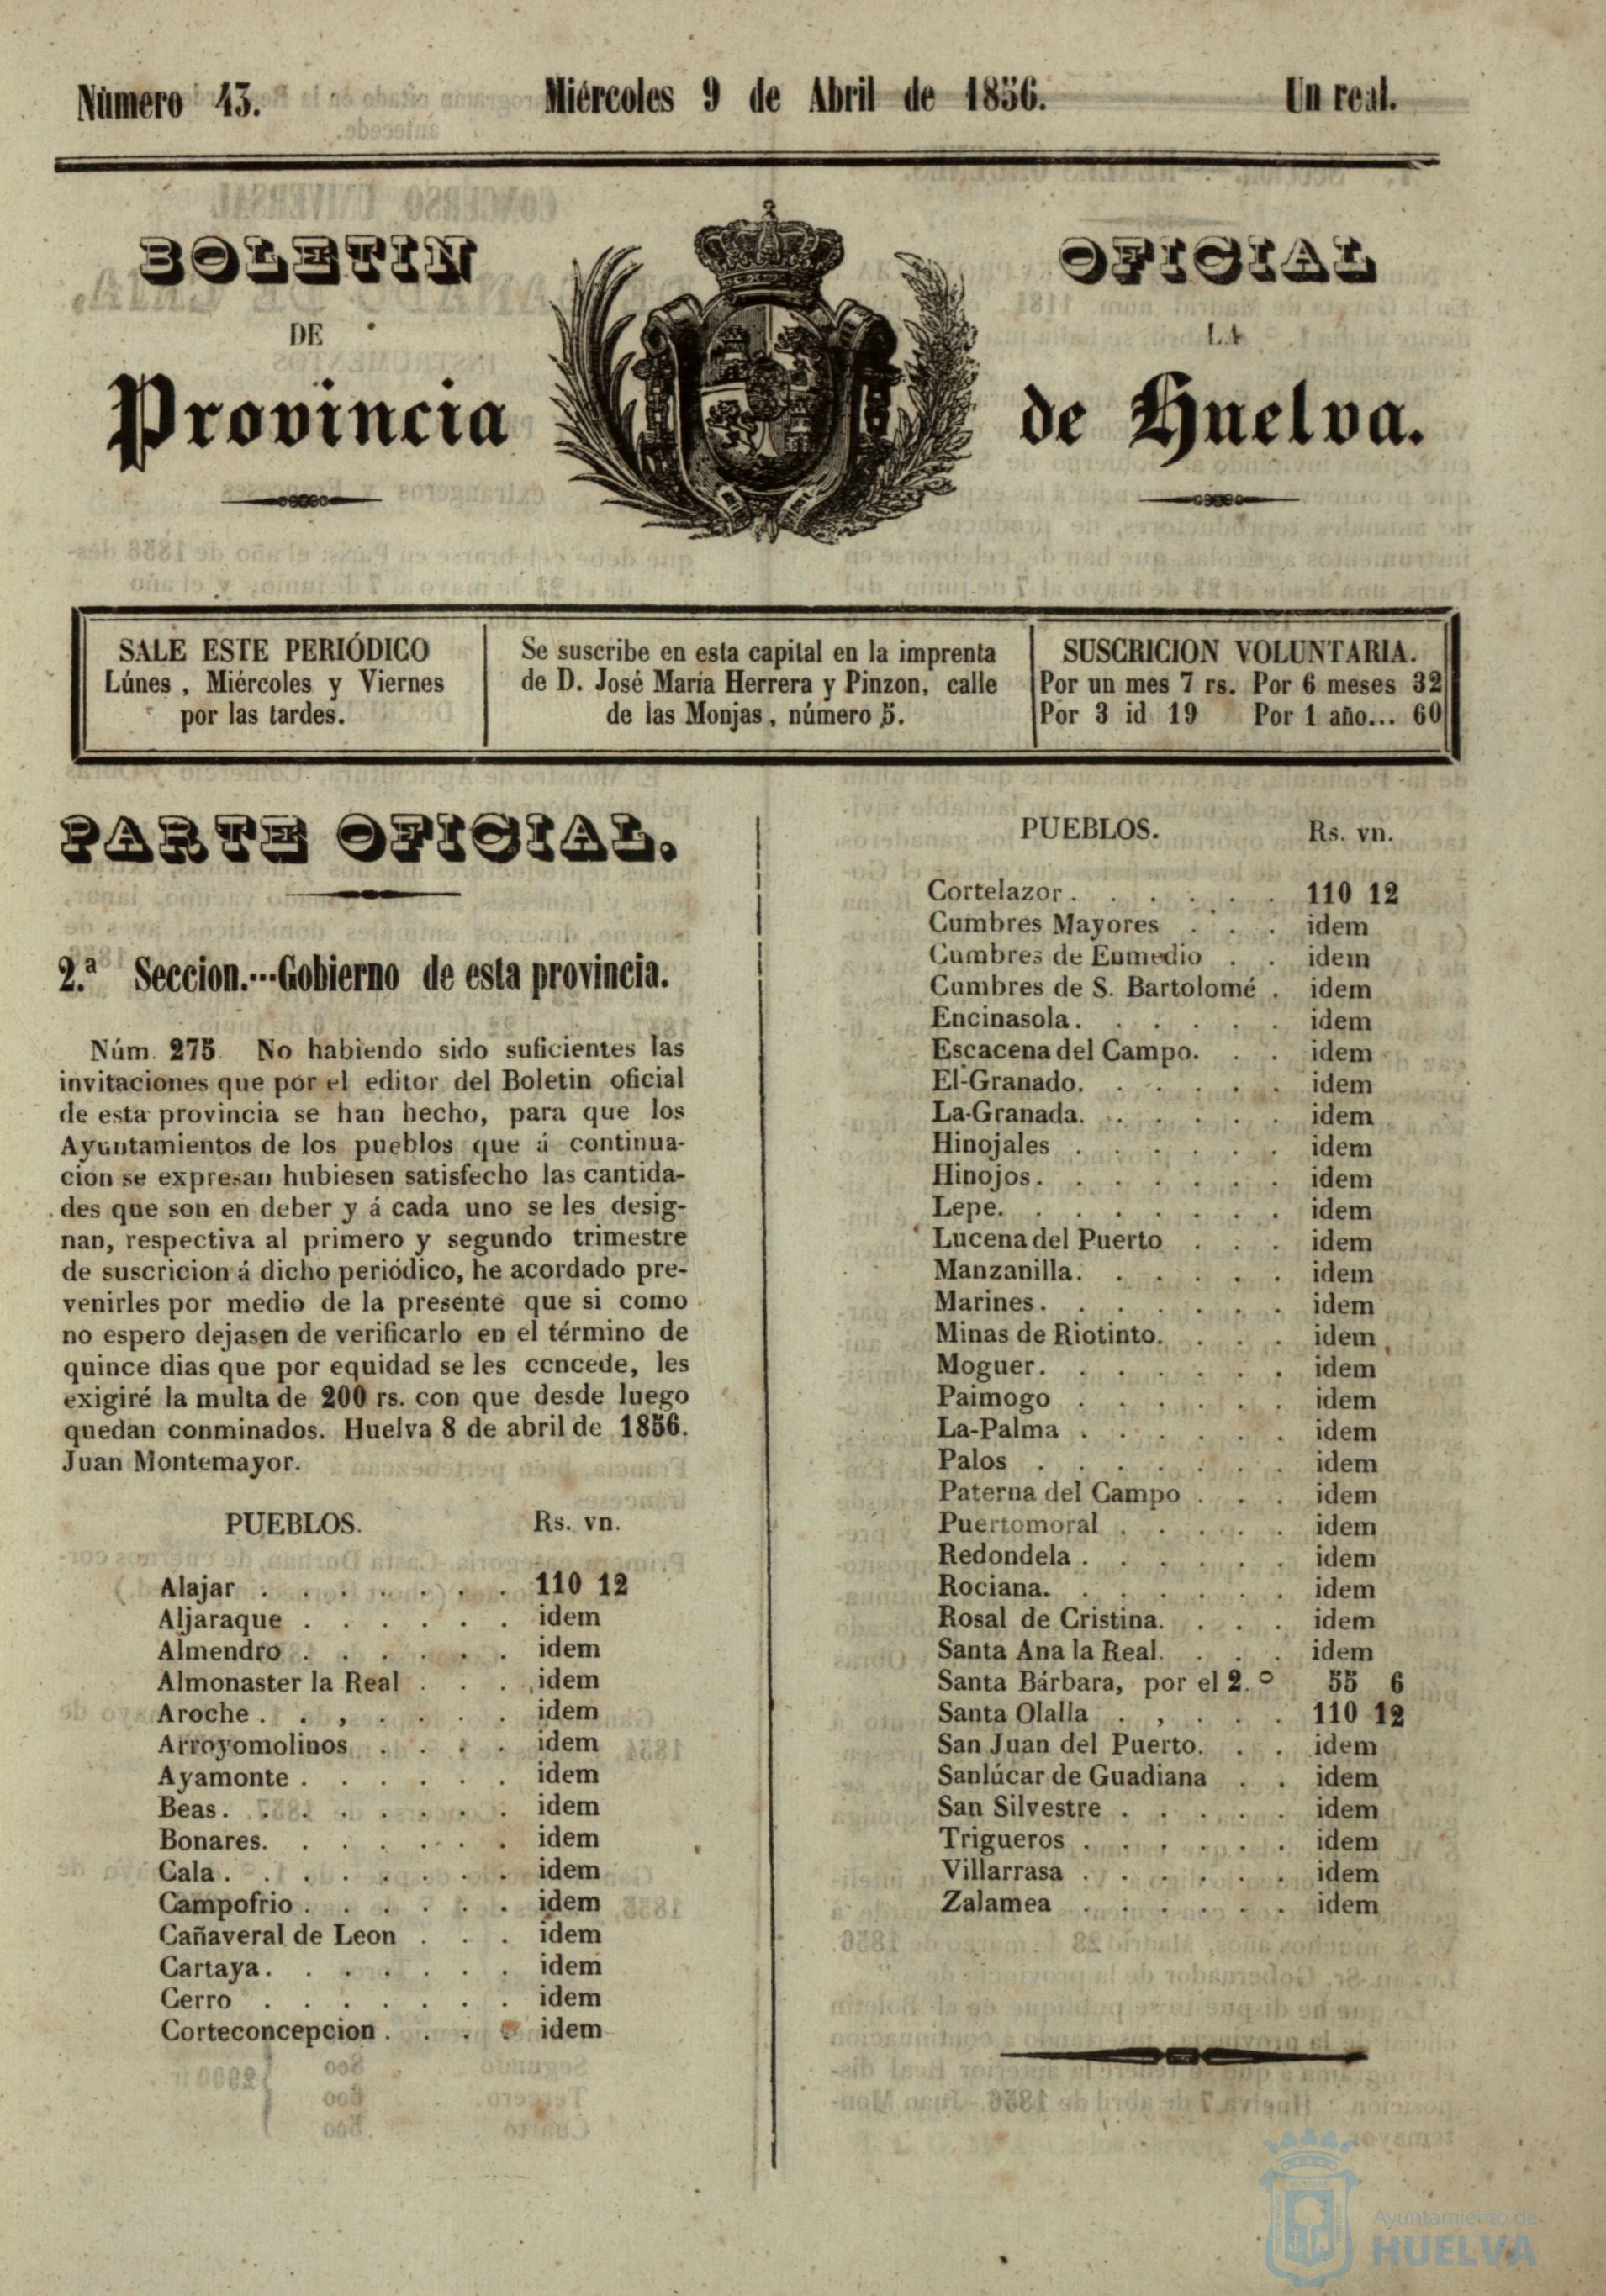 Número 43.
Miércoles 9 de Abril de 1856.
Un real.
BOLETIN OFICIAL
DE LA
Provincia de Huelva.
SALE ESTE PERIÓDICO
Lúnes, Miércoles y Viernes
por las tardes.
Se suscribe en esta capital en la imprenta
de D. José María Herrera y Pinzon, calle
de las Monjas, número 5.
SUSCRICION VOLUNTARIA.
Por un mes 7 rs. Por 6 meses 32
Por 3 id 19 Por 1 año... 60
PARTE OFICIAL.
2.ª Seccion.---Gobierno de esta provincia.
Núm. 275. No habiendo sido suficientes las
invitaciones que por el editor del Boletin oficial
de esta provincia se han hecho, para que los
Ayuntamientos de los pueblos que á continua-
cion se expresan hubiesen satisfecho las cantida-
des que son en deber y á cada uno se les desig-
nan, respectiva al primero y segundo trimestre
de suscricion á dicho periódico, he acordado pre-
venirles por medio de la presente que si como
no espero dejasen de verificarlo en el término de
quince dias que por equidad se les ccncede, les
exigiré la multa de 200 rs. con que desde luego
quedan conminados. Huelva 8 de abril de 1856.
Juan Montemayor.
PUEBLOS. Rs. vn.
Alajar . . . . . . . 110 12
Aljaraque . . . . . . idem
Almendro . . . . . . idem
Almonaster la Real . . . idem
Aroche . . , . . . . idem
Arroyomolinos . . . . idem
Ayamonte . . . . . . idem
Beas. . . . . . . . idem
Bonares. . . . . . . idem
Cala . . . . . . . . idem
Campofrio . . . . . . idem
Cañaveral de Leon . . . idem
Cartaya. . . . . . . idem
Cerro . . . . . . . idem
Corteconcepcion . . . . idem
PUEBLOS. Rs. vn.
Cortelazor . . . . . . 110 12
Cumbres Mayores . . . idem
Cumbres de Enmedio . . idem
Cumbres de S. Bartolomé . idem
Encinasola. . . . . . idem
Escacena del Campo. . . idem
El-Granado. . . . . . idem
La-Granada. . . . . . idem
Hinojales . . . . . . idem
Hinojos. . . . . . . idem
Lepe. . . . . . . . idem
Lucena del Puerto . . . idem
Manzanilla. . . . . . idem
Marines. . . . . . . idem
Minas de Riotinto. . . . idem
Moguer. . . . . . . idem
Paimogo . . . . . . idem
La-Palma . . . . . . idem
Palos . . . . . . . idem
Paterna del Campo . . . idem
Puertomoral . . . . . idem
Redondela . . . . . . idem
Rociana. . . . . . . idem
Rosal de Cristina. . . . idem
Santa Ana la Real. . . . idem
Santa Bárbara, por el 2.º 55 6
Santa Olalla . , . . . 110 12
San Juan del Puerto. . . idem
Sanlúcar de Guadiana . . idem
San Silvestre . . . . . idem
Trigueros . . . . . . idem
Villarrasa . . . . . . idem
Zalamea . . . . . . idem
Ayuntamiento de
HUELVA